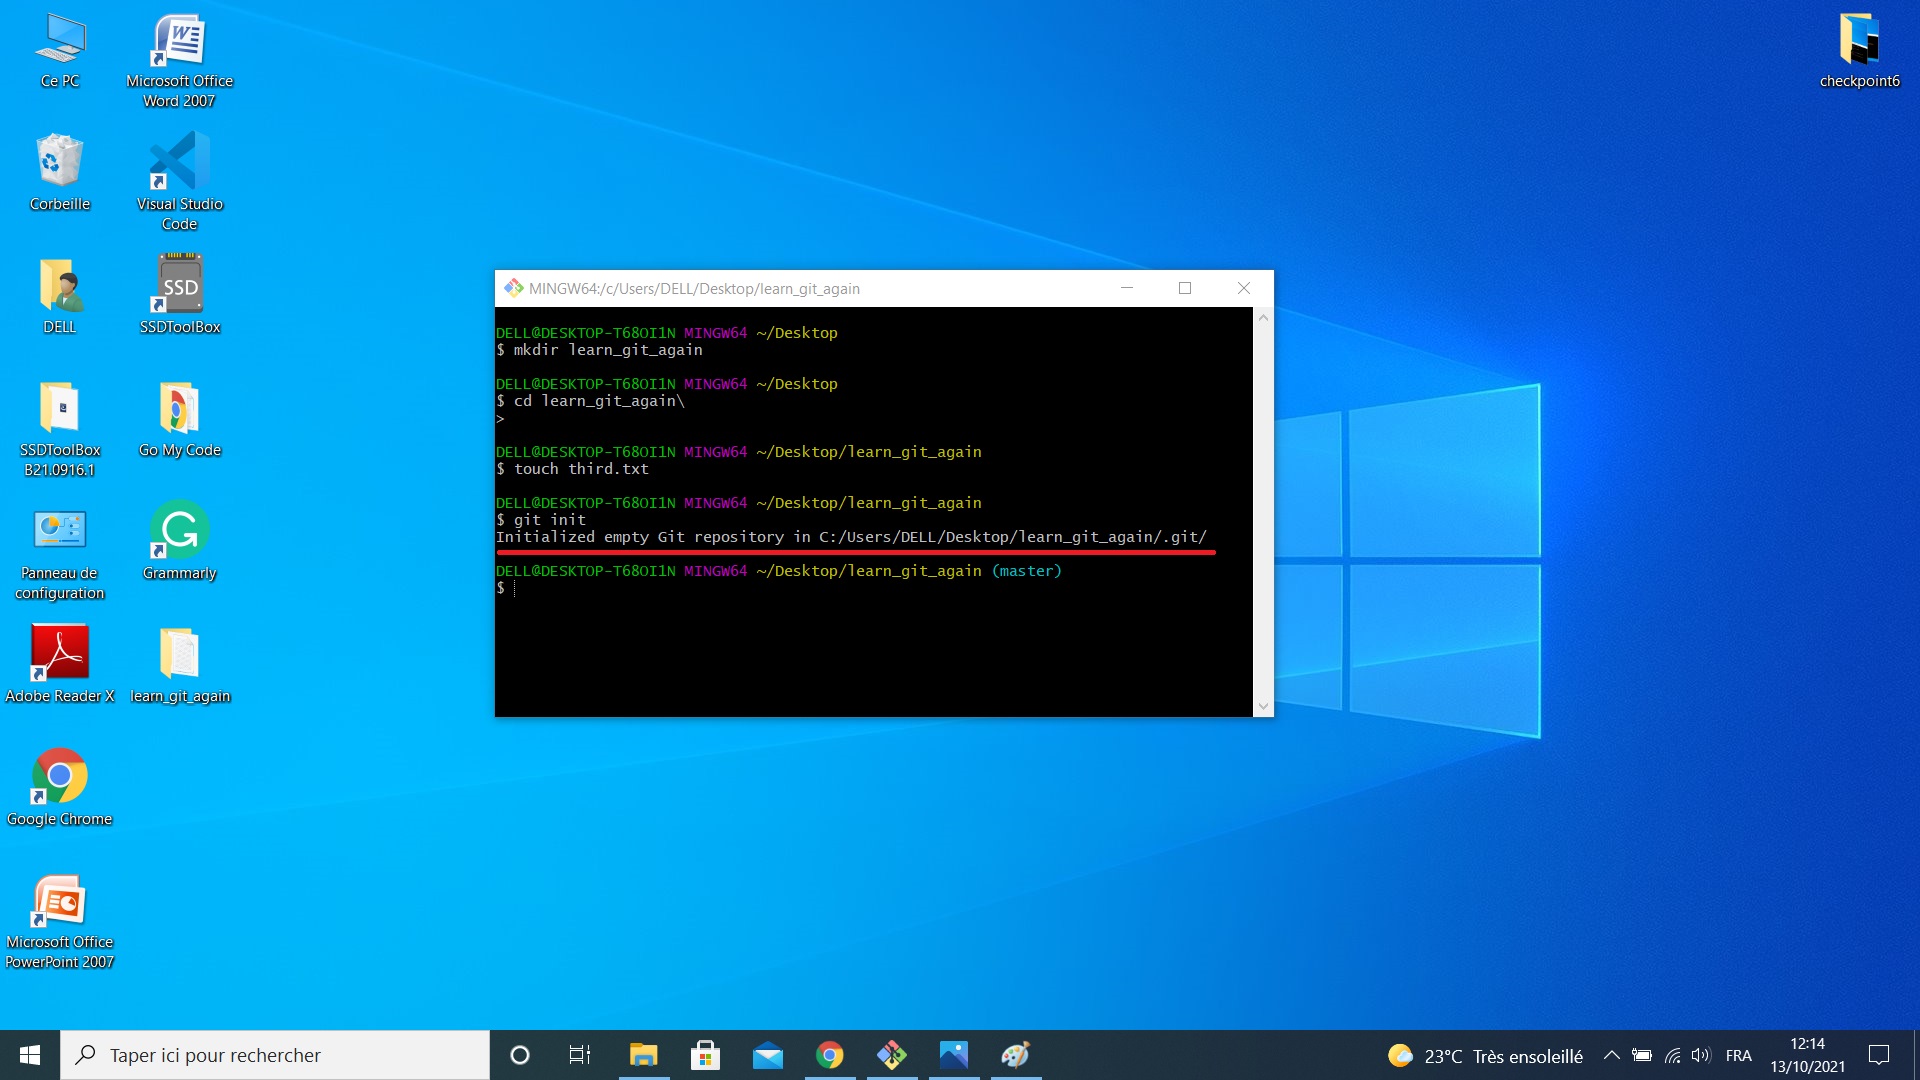 Ce PC
Microsoft Office
Word 2007
Corbeille
Visual Studio
Code
DELL
SSD
SSDToolBox
SSDToolBox
B21.0916.1
Go My Code
Panneau de
configuration
Grammarly
Adobe Reader X
learn_git_again
Google Chrome
Microsoft Office
PowerPoint 2007
checkpoint6
MINGW64:/c/Users/DELL/Desktop/learn_git_again
DELL@DESKTOP-T68OI1N MINGW64 ~/Desktop
$ mkdir learn_git_again
DELL@DESKTOP-T68OI1N MINGW64 ~/Desktop
$ cd learn_git_again\
>
DELL@DESKTOP-T68OI1N MINGW64 ~/Desktop/learn_git_again
$ touch third.txt
DELL@DESKTOP-T68OI1N MINGW64 ~/Desktop/learn_git_again
$ git init
Initialized empty Git repository in C:/Users/DELL/Desktop/learn_git_again/.git/
DELL@DESKTOP-T68OI1N MINGW64 ~/Desktop/learn_git_again (master)
$
Taper ici pour rechercher
23°C Très ensoleillé
FRA
12:14
13/10/2021